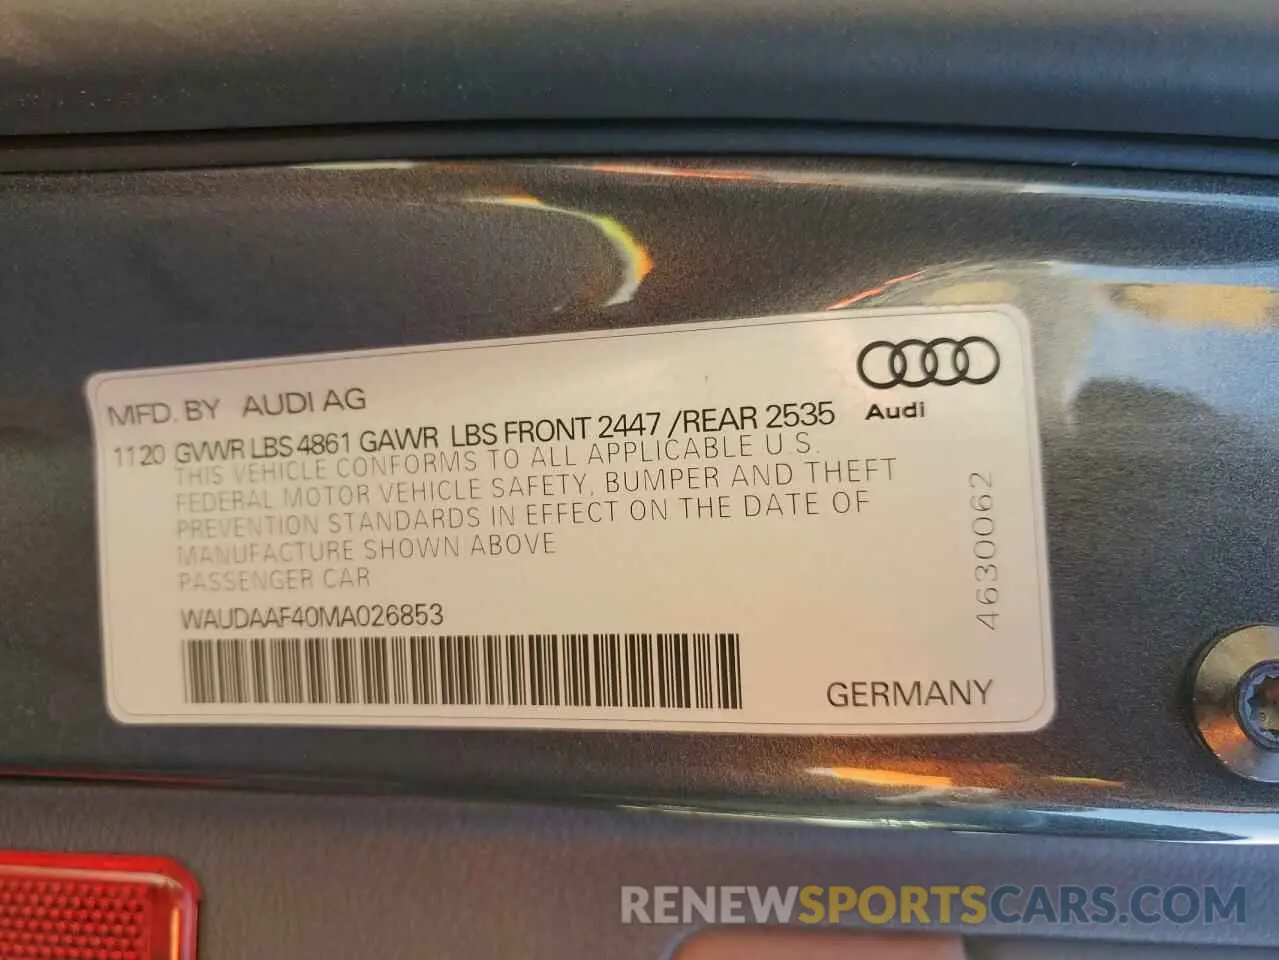 MFD. BY AUDI AG
1120 GVWR LBS 4861 GAWR LBS FRONT 2447 /REAR 2535
THIS VEHICLE CONFORMS TO ALL APPLICABLE U.S.
FEDERAL MOTOR VEHICLE SAFETY, BUMPER AND THEFT
PREVENTION STANDARDS IN EFFECT ON THE DATE OF
MANUFACTURE SHOWN ABOVE
PASSENGER CAR
WAUDAAF40MA026853
Audi
4630062
GERMANY
RENEWSPORTSCARS.COM